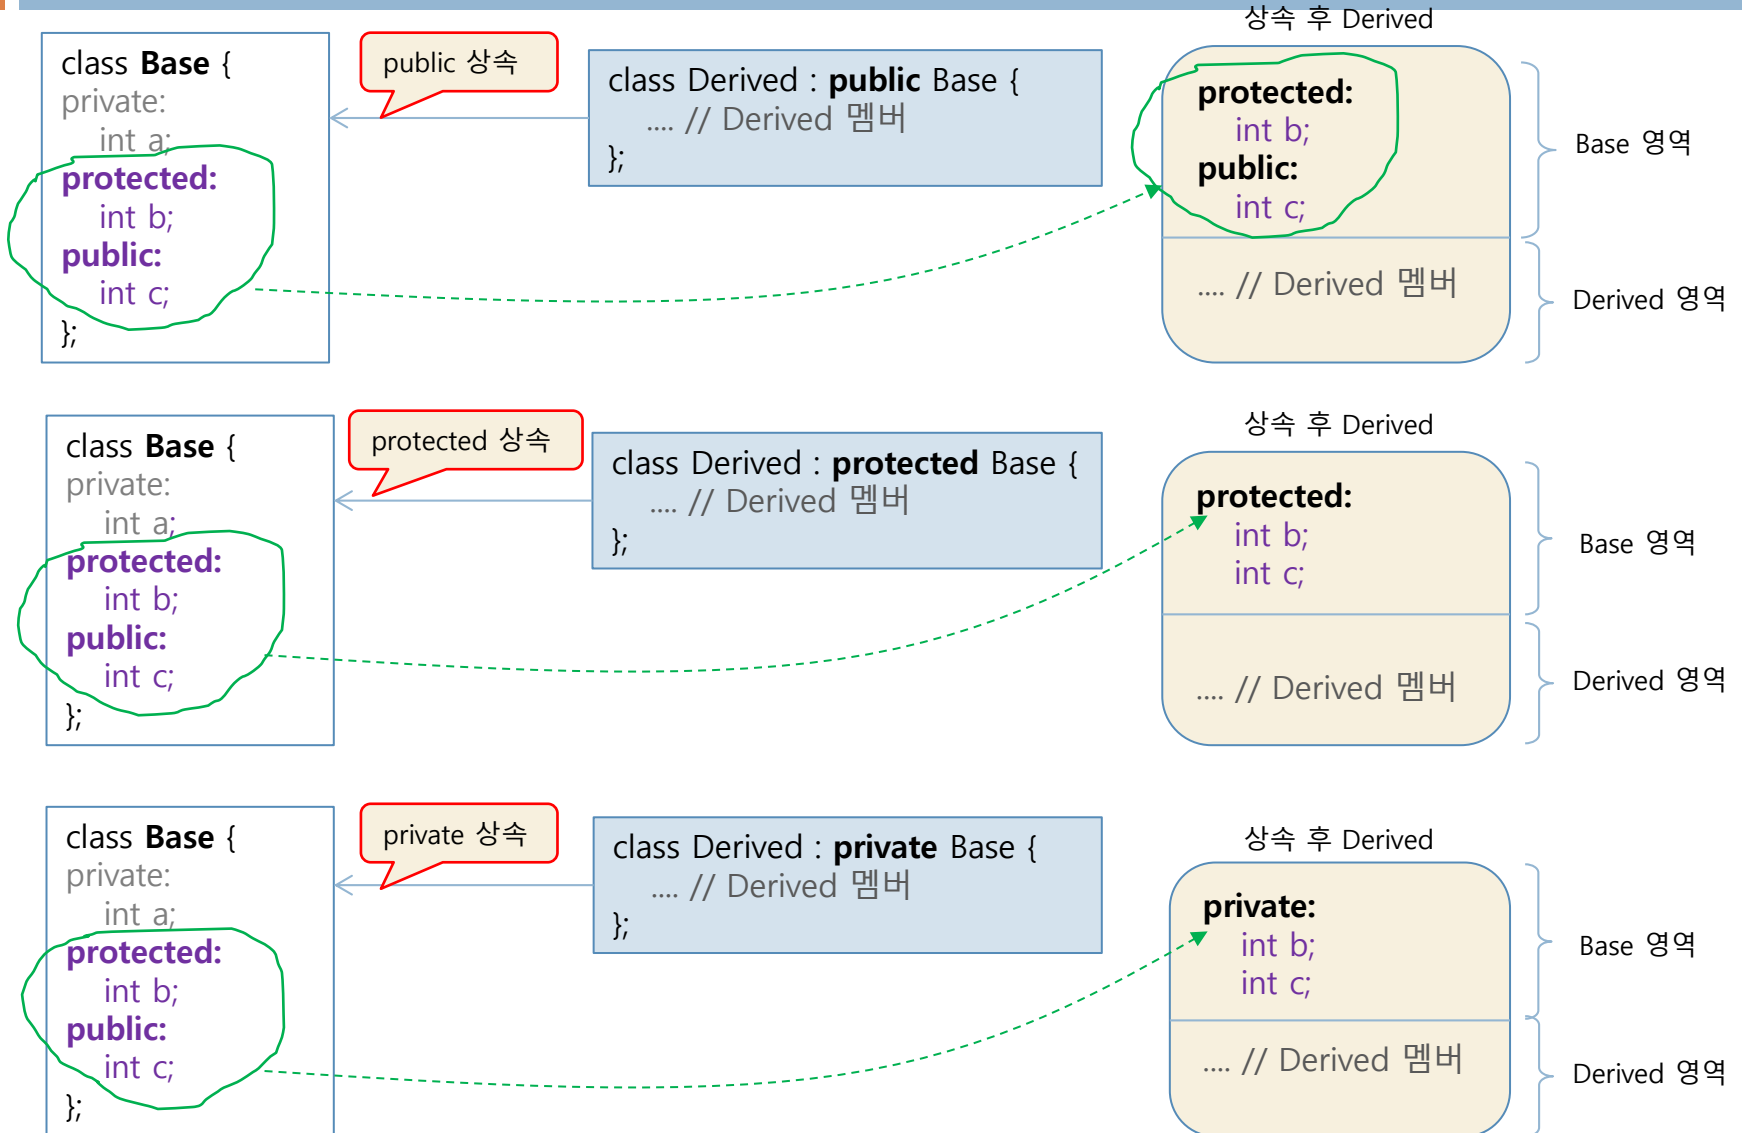 class Base {
private:
int a;
protected:
int b;
public:
int c;
};
public 상속
class Derived : public Base {
.... // Derived 멤버
};
상속 후 Derived
protected:
int b;
public:
int c;
.... // Derived 멤버
Base 영역
Derived 영역
class Base {
private:
int a;
protected:
int b;
public:
int c;
};
protected 상속
class Derived : protected Base {
.... // Derived 멤버
};
상속 후 Derived
protected:
int b;
int c;
.... // Derived 멤버
Base 영역
Derived 영역
class Base {
private:
int a;
protected:
int b;
public:
int c;
};
private 상속
class Derived : private Base {
.... // Derived 멤버
};
상속 후 Derived
private:
int b;
int c;
.... // Derived 멤버
Base 영역
Derived 영역